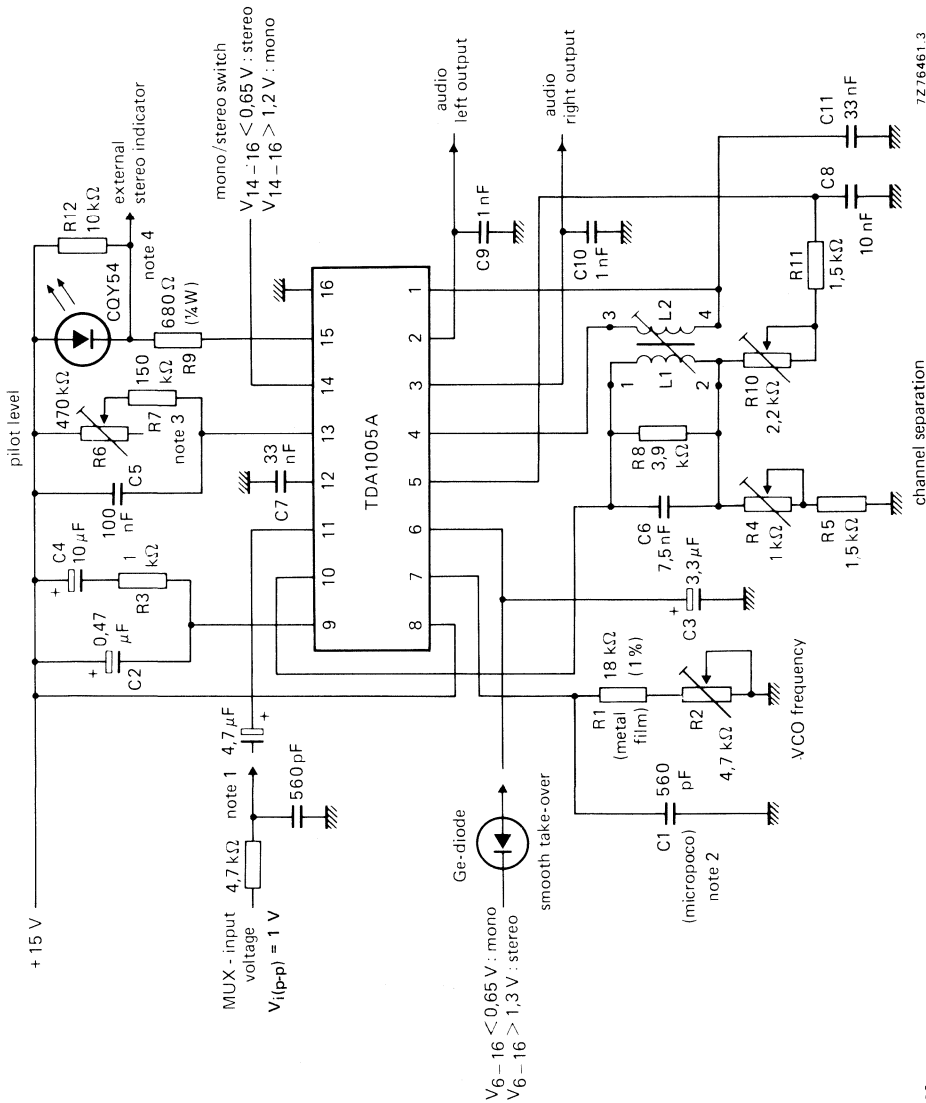 +15 V
pilot level
C2
0,47
µF
+
C4
10 µF
+
R3
1
kΩ
C5
100
nF
R6
470 kΩ
R7
150
kΩ
note 3
CQY54
R12
10 kΩ
external
stereo indicator
note 4
R9
680 Ω
(¼W)
mono/stereo switch
V14-16 < 0,65 V : stereo
V14-16 > 1,2 V : mono
MUX - input
voltage
Vi(p-p) = 1 V
4,7 kΩ
note 1
4,7 µF
+
560 pF
C7
33
nF
9
10
11
12
13
14
15
16
TDA1005A
8
7
6
5
4
3
2
1
audio
left output
C9
1 nF
audio
right output
C10
1 nF
V6-16 < 0,65 V : mono
V6-16 > 1,3 V : stereo
Ge-diode
smooth take-over
C1
560
pF
(micropoco)
note 2
R1
(metal
film)
18 kΩ
(1%)
R2
4,7 kΩ
VCO frequency
C3
+
3,3 µF
C6
7,5 nF
R8
3,9
kΩ
1
2
L1
L2
3
4
R4
1 kΩ
R5
1,5 kΩ
R10
2,2 kΩ
R11
1,5 kΩ
C8
10 nF
C11
33 nF
channel separation
7Z76461.3